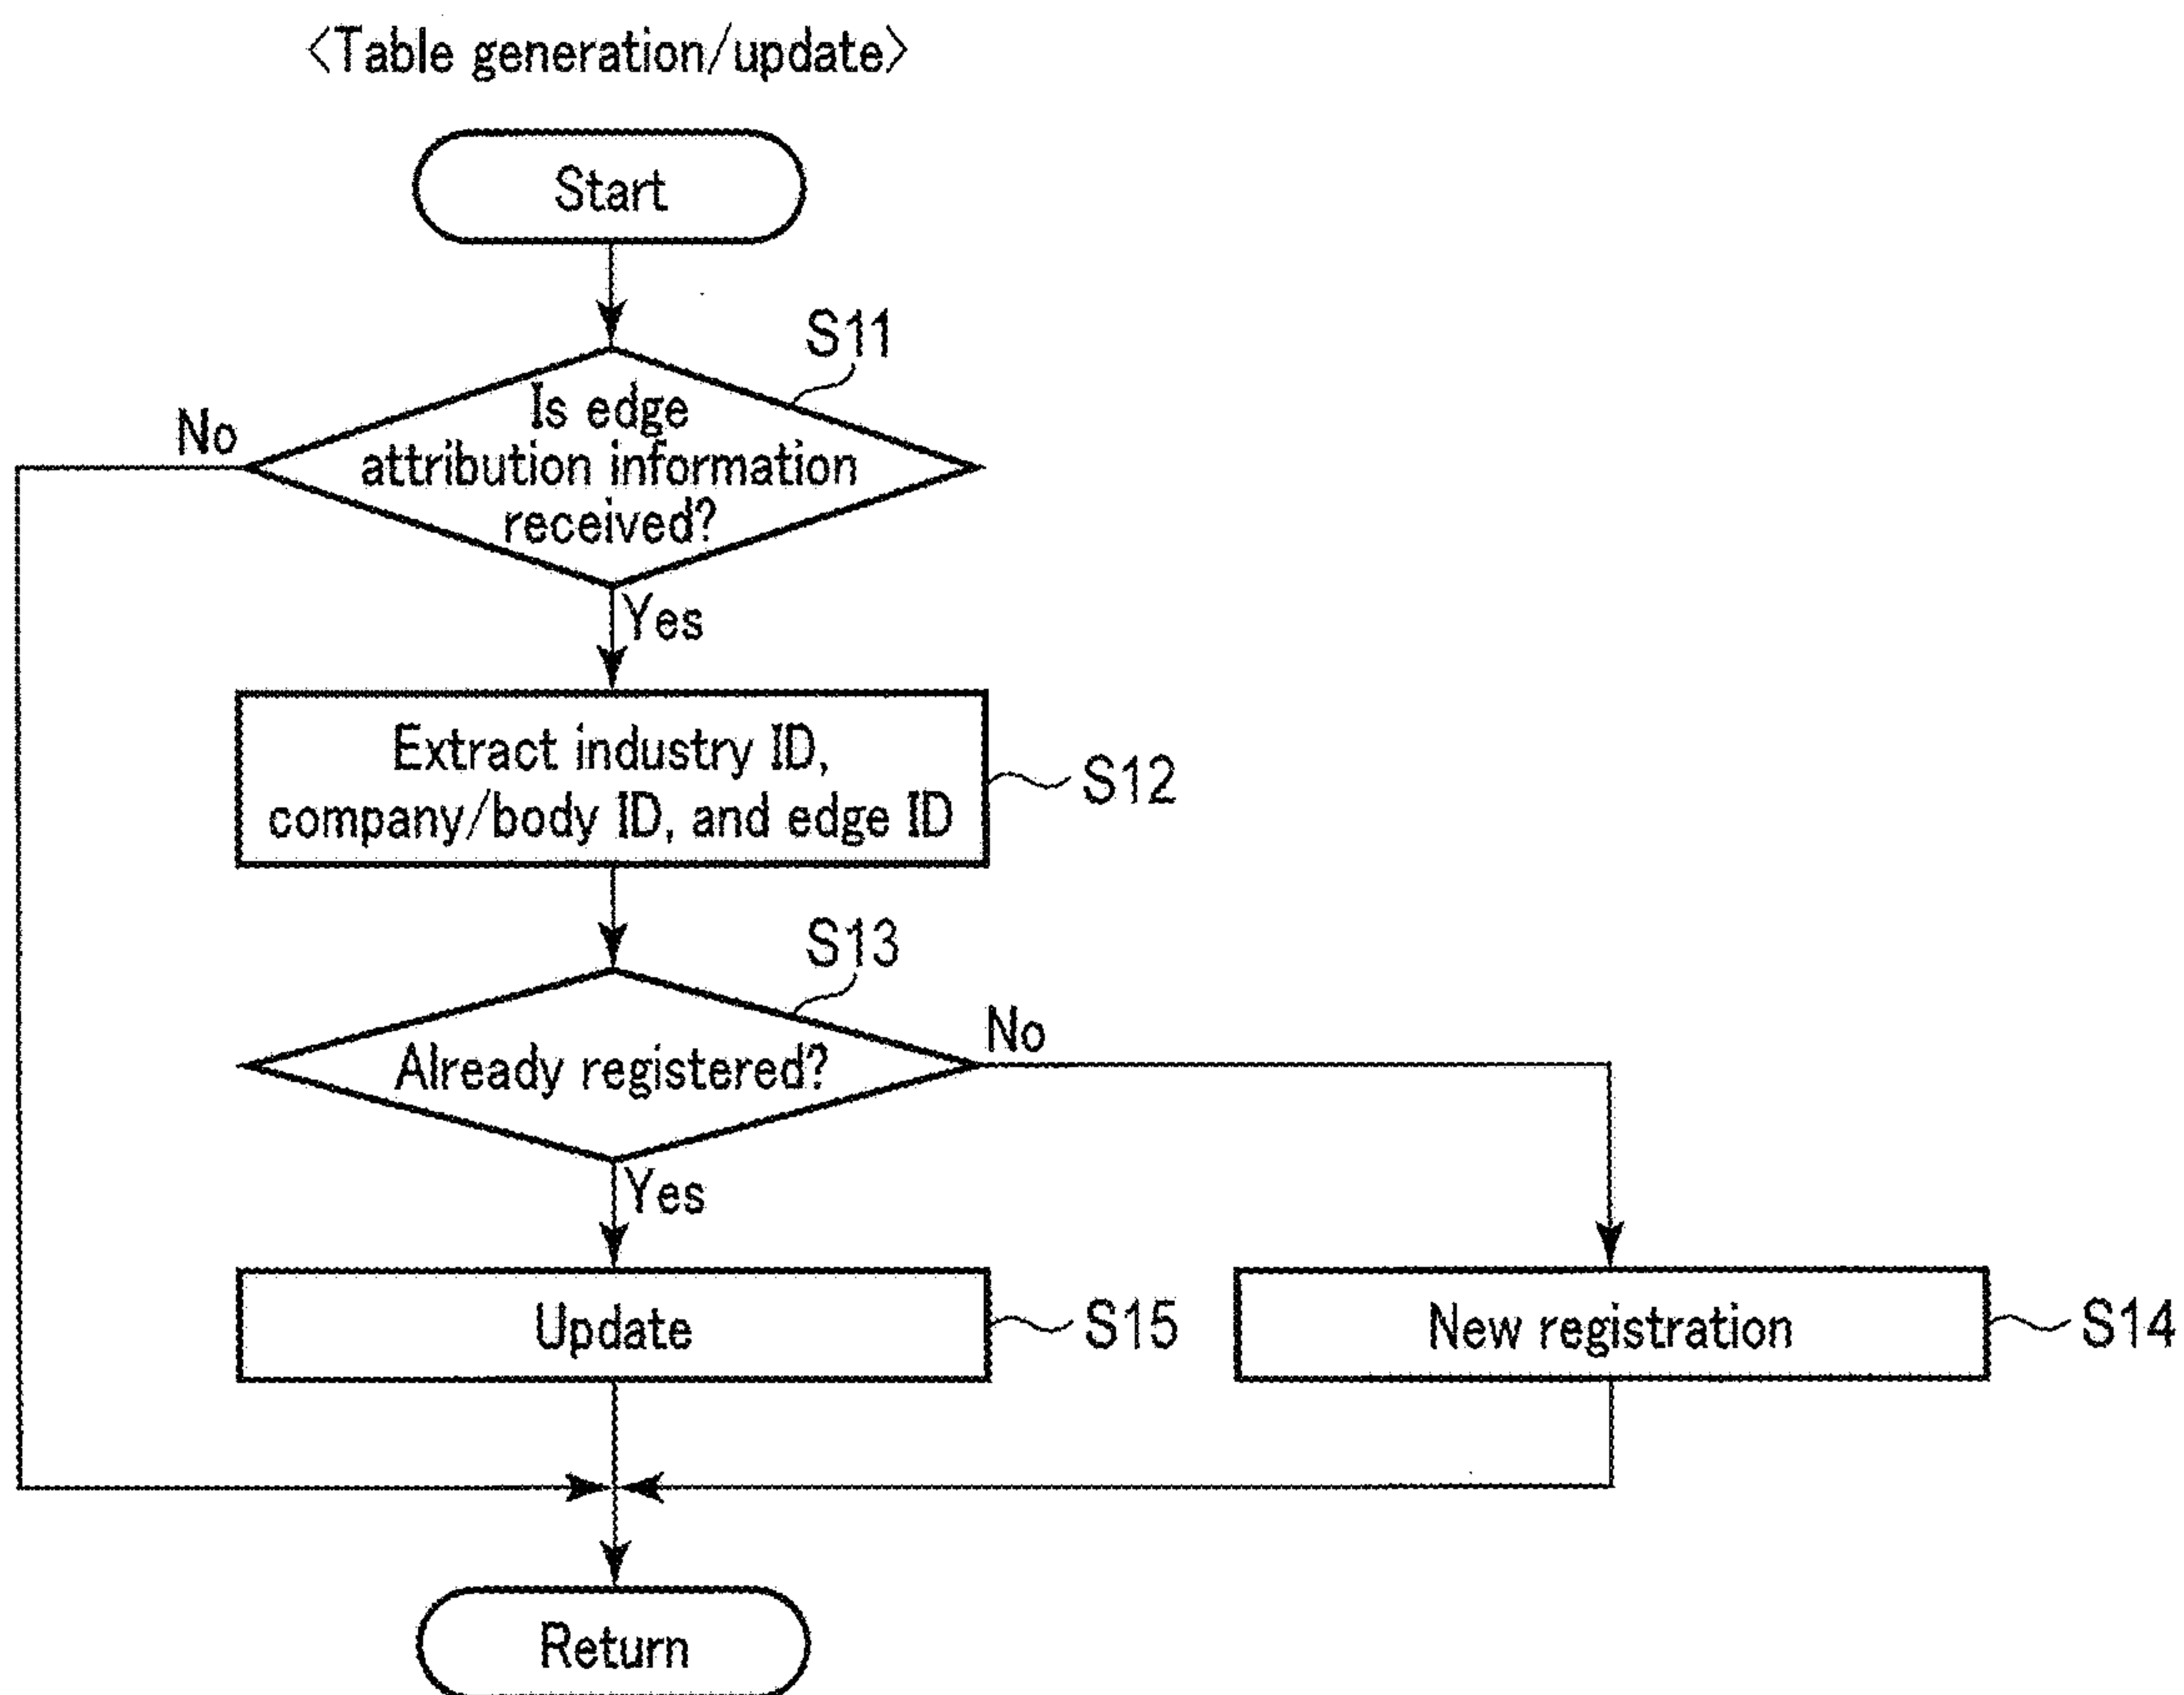 <Table generation/update>
Start
S11
Is edge
attribution information
received?
No
Yes
Extract industry ID,
company/body ID, and edge ID
S12
S13
Already registered?
No
Yes
Update
S15
New registration
S14
Return